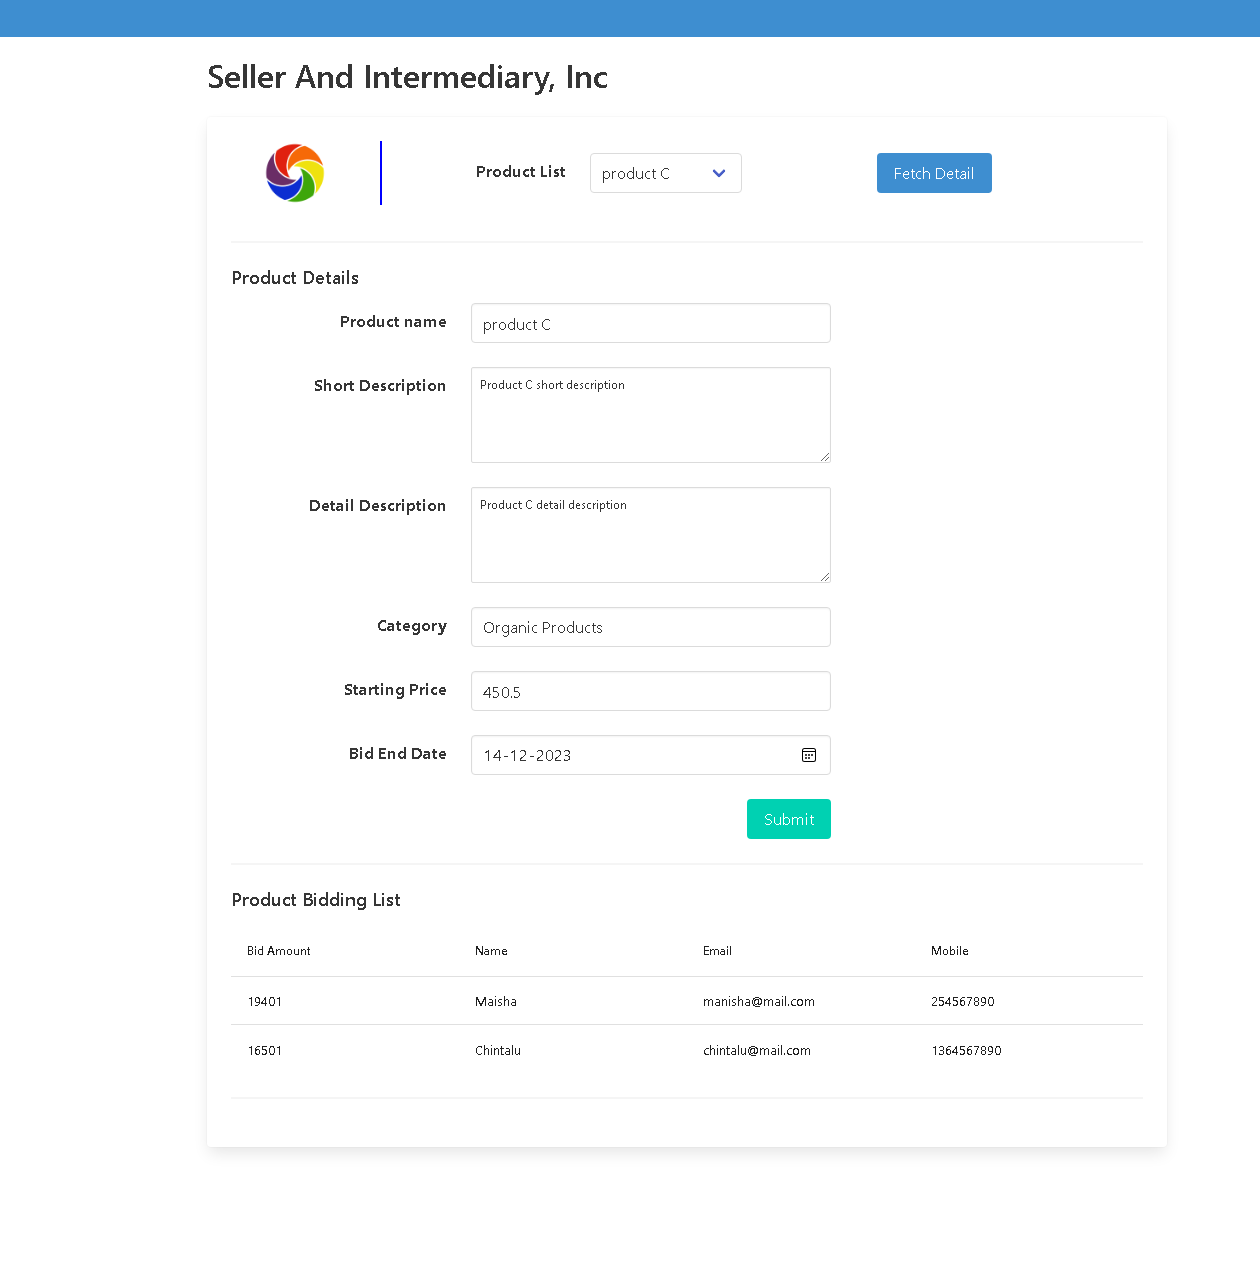 Seller And Intermediary, Inc
Product List product C Fetch Detail
Product Details
Product name product C
Short Description Product C short description
Detail Description Product C detail description
Category Organic Products
Starting Price 450.5
Bid End Date 14-12-2023
Submit
Product Bidding List
Bid Amount Name Email Mobile
19401 Maisha manisha@mail.com 254567890
16501 Chintalu chintalu@mail.com 1364567890